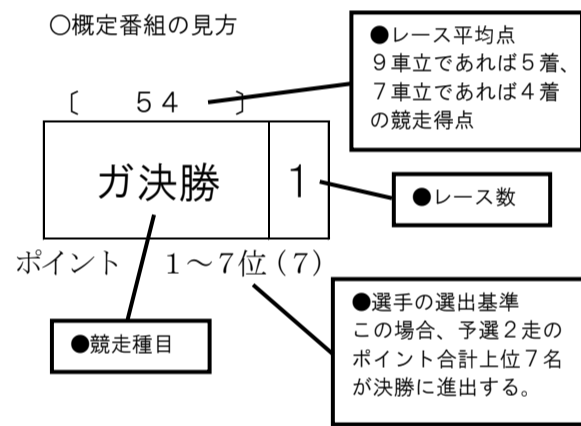 ○概定番組の見方
●レース平均点
９車立であれば５着、
７車立であれば４着
の競走得点
〔　５４　〕
ガ決勝　１
●レース数
ポイント　１～７位（７）
●競走種目
●選手の選出基準
この場合、予選２走の
ポイント合計上位７名
が決勝に進出する。